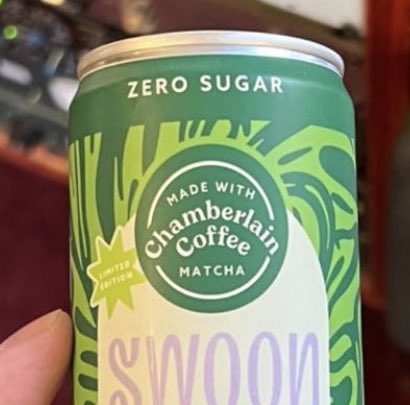 ZERO SUGAR
MADE WITH
Chamberlain
Coffee
MATCHA
LIMITED
EDITION
SWOON